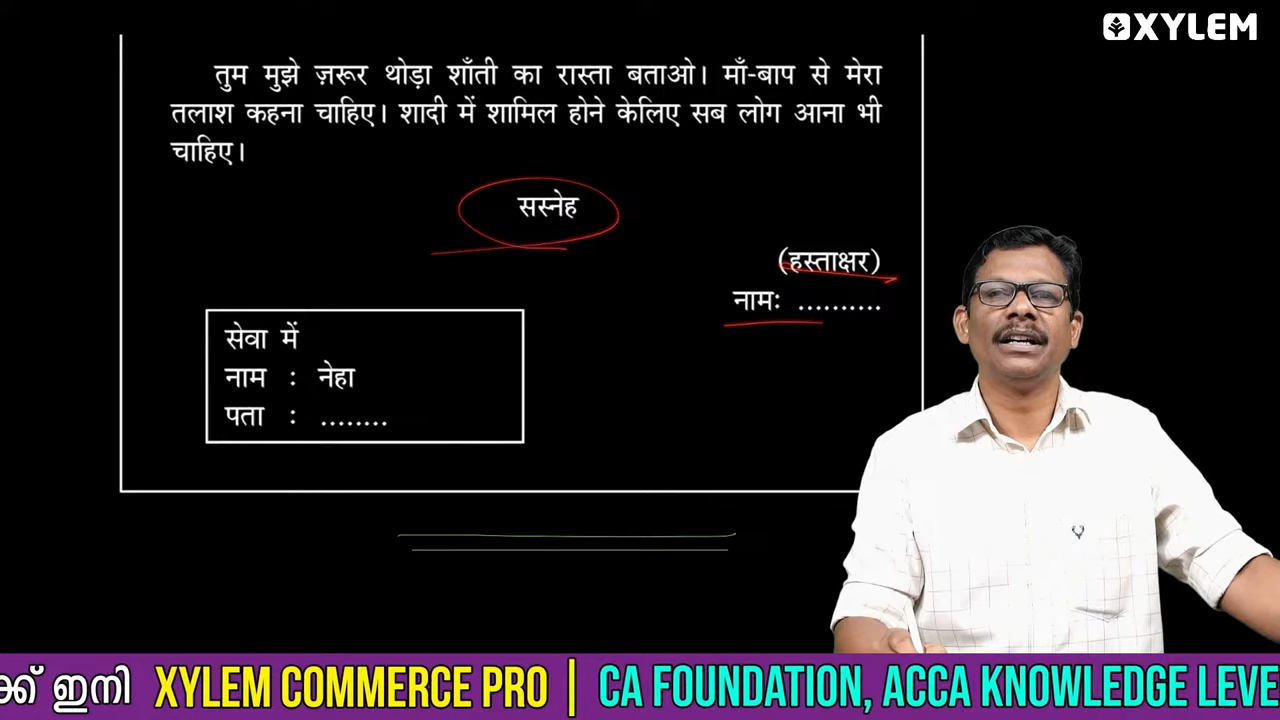 XYLEM
तुम मुझे ज़रूर थोड़ा शाँती का रास्ता बताओ। माँ-बाप से मेरा
तलाश कहना चाहिए। शादी में शामिल होने केलिए सब लोग आना भी
चाहिए।
सस्नेह
(हस्ताक्षर)
नामः ..........
सेवा में
नाम : नेहा
पता : ........
ക്ക് ഇനി XYLEM COMMERCE PRO | CA FOUNDATION, ACCA KNOWLEDGE LEVE